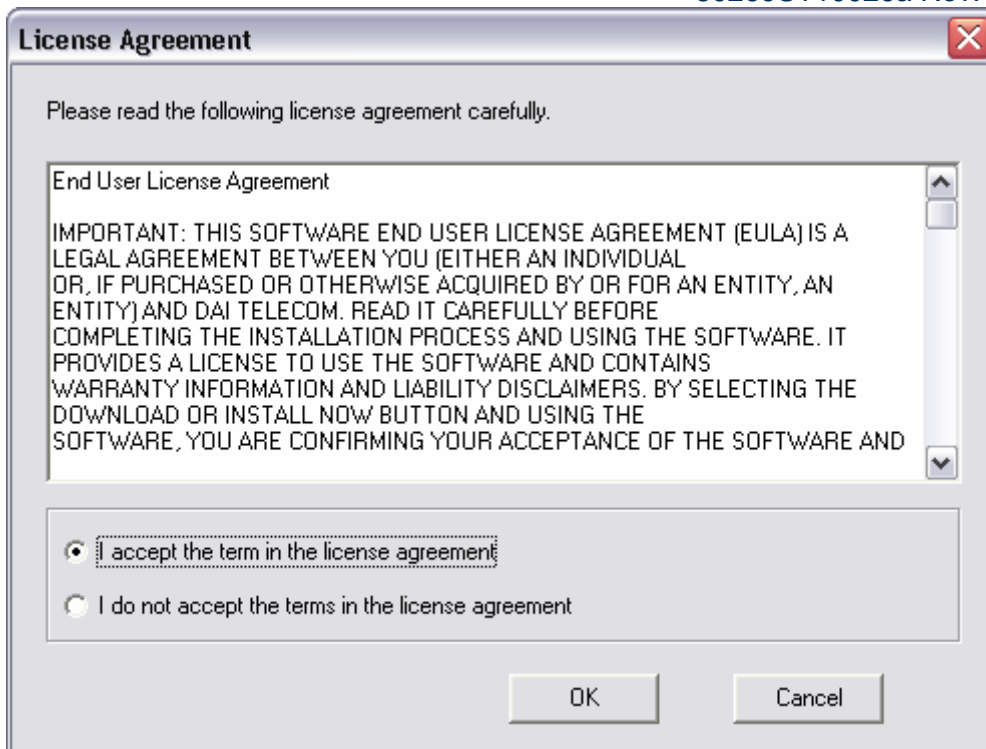 License Agreement
Please read the following license agreement carefully.
End User License Agreement
IMPORTANT: THIS SOFTWARE END USER LICENSE AGREEMENT (EULA) IS A
LEGAL AGREEMENT BETWEEN YOU (EITHER AN INDIVIDUAL
OR, IF PURCHASED OR OTHERWISE ACQUIRED BY OR FOR AN ENTITY, AN
ENTITY) AND DAI TELECOM. READ IT CAREFULLY BEFORE
COMPLETING THE INSTALLATION PROCESS AND USING THE SOFTWARE. IT
PROVIDES A LICENSE TO USE THE SOFTWARE AND CONTAINS
WARRANTY INFORMATION AND LIABILITY DISCLAIMERS. BY SELECTING THE
DOWNLOAD OR INSTALL NOW BUTTON AND USING THE
SOFTWARE, YOU ARE CONFIRMING YOUR ACCEPTANCE OF THE SOFTWARE AND
I accept the term in the license agreement
I do not accept the terms in the license agreement
OK Cancel